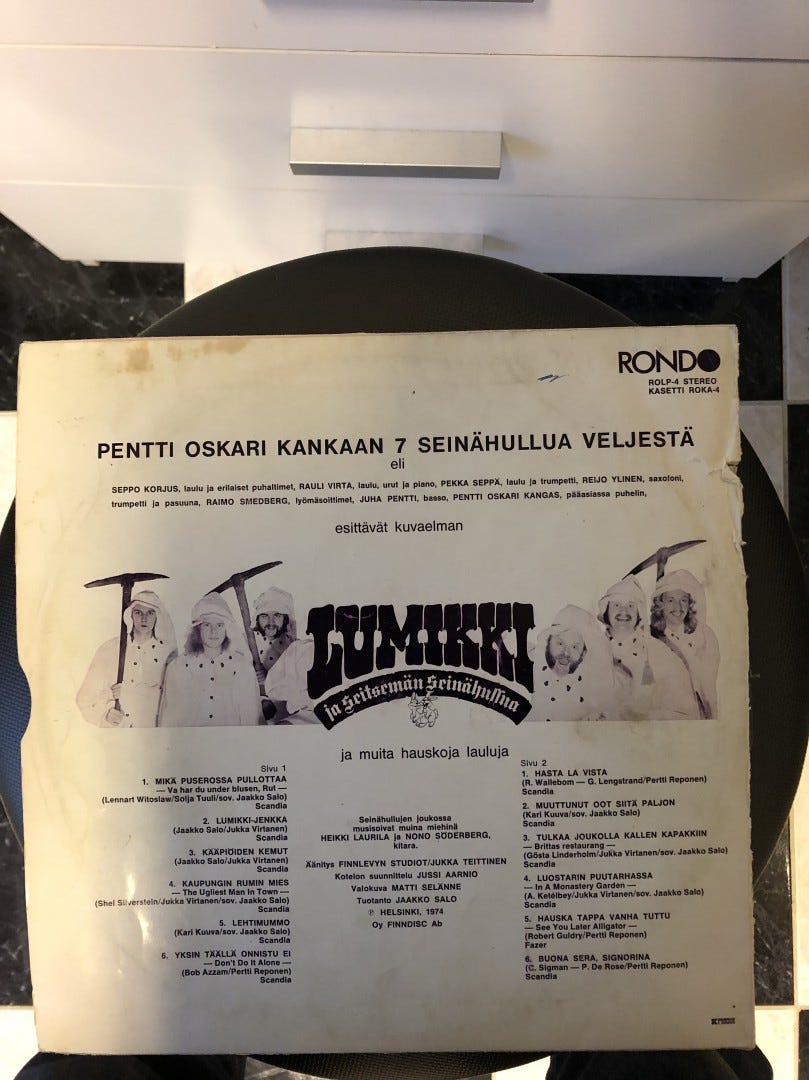 RONDO
ROLP-4 STEREO
KASETTI ROKA-4
PENTTI OSKARI KANKAAN 7 SEINÄHULLUA VELJESTÄ
eli
SEPPO KORJUS, laulu ja erilaiset puhaltimet, RAULI VIRTA, laulu, urut ja piano, PEKKA SEPPÄ, laulu ja trumpetti, REIJO YLINEN, saxofoni,
trumpetti ja pasuuna, RAIMO SMEDBERG, lyömäsoittimet, JUHA PENTTI, basso, PENTTI OSKARI KANGAS, pääasiassa puhelin,
esittävät kuvaelman
LUMIKKI
ja seitsemän seinähullua
ja muita hauskoja lauluja
Sivu 1
1. MIKÄ PUSEROSSA PULLOTTAA
— Va har du under blusen, Rut —
(Lennart Witoslaw/Solja Tuuli/sov. Jaakko Salo)
Scandia
2. LUMIKKI-JENKKA
(Jaakko Salo/Jukka Virtanen)
Scandia
3. KÄÄPIÖIDEN KEMUT
(Jaakko Salo/Jukka Virtanen)
Scandia
4. KAUPUNGIN RUMIN MIES
— The Ugliest Man In Town —
(Shel Silverstein/Jukka Virtanen/sov. Jaakko Salo)
Scandia
5. LEHTIMUMMO
(Kari Kuuva/sov. Jaakko Salo)
Scandia
6. YKSIN TÄÄLLÄ ONNISTU EI
— Don't Do It Alone —
(Bob Azzam/Pertti Reponen)
Scandia
Seinähullujen joukossa
musisoivat muina miehinä
HEIKKI LAURILA ja NONO SÖDERBERG,
kitara.
Äänitys FINNLEVYN STUDIOT/JUKKA TEITTINEN
Kotelon suunnittelu JUSSI AARNIO
Valokuva MATTI SELÄNNE
Tuotanto JAAKKO SALO
℗ HELSINKI, 1974
Oy FINNDISC Ab
Sivu 2
1. HASTA LA VISTA
(R. Wallebom — G. Lengstrand/Pertti Reponen)
Scandia
2. MUUTTUNUT OOT SIITÄ PALJON
(Kari Kuuva/sov. Jaakko Salo)
Scandia
3. TULKAA JOUKOLLA KALLEN KAPAKKIIN
— Brittas restaurang —
(Gösta Linderholm/Jukka Virtanen/sov. Jaakko Salo)
Scandia
4. LUOSTARIN PUUTARHASSA
— In A Monastery Garden —
(A. Ketèlbey/Jukka Virtanen/sov. Jaakko Salo)
Scandia
5. HAUSKA TAPPA VANHA TUTTU
— See You Later Alligator —
(Robert Guldry/Pertti Reponen)
Fazer
6. BUONA SERA, SIGNORINA
(C. Sigman — P. De Rose/Pertti Reponen)
Scandia